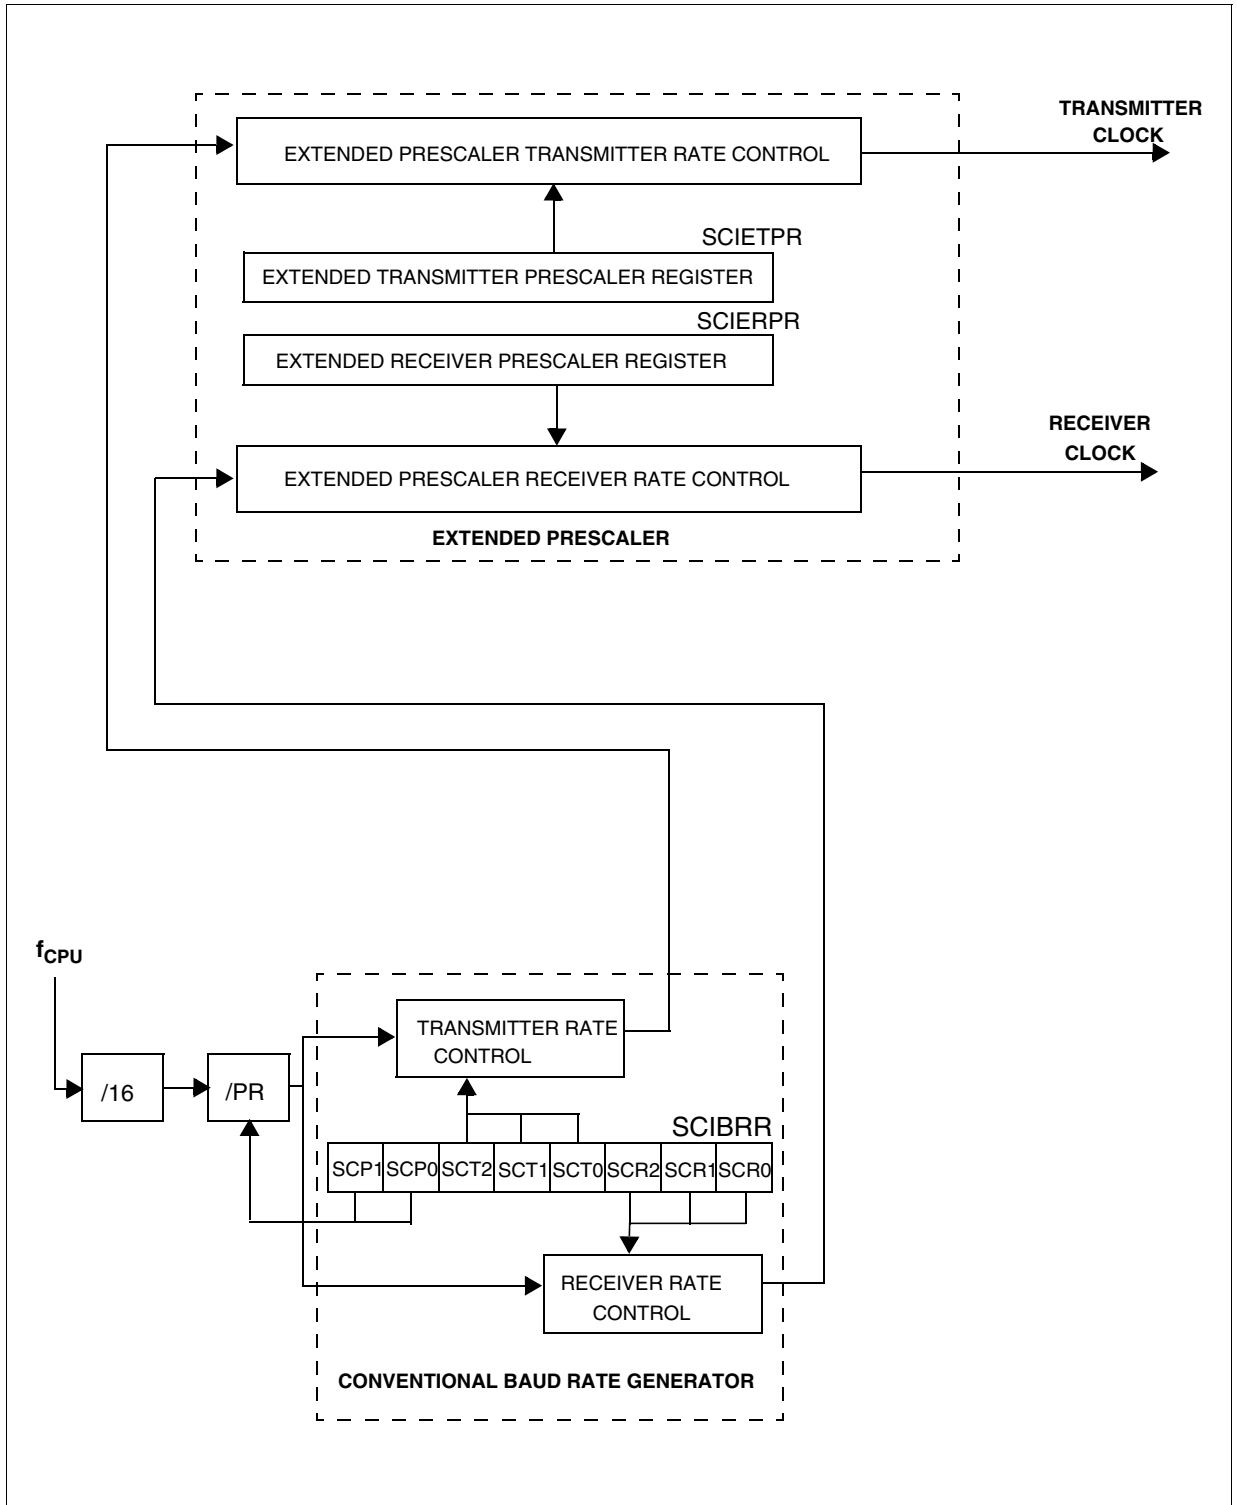 TRANSMITTER
CLOCK
EXTENDED PRESCALER TRANSMITTER RATE CONTROL
SCIETPR
EXTENDED TRANSMITTER PRESCALER REGISTER
SCIERPR
EXTENDED RECEIVER PRESCALER REGISTER
RECEIVER
CLOCK
EXTENDED PRESCALER RECEIVER RATE CONTROL
EXTENDED PRESCALER
fCPU
TRANSMITTER RATE
CONTROL
/16
/PR
SCIBRR
SCP1 SCP0 SCT2 SCT1 SCT0 SCR2 SCR1 SCR0
RECEIVER RATE
CONTROL
CONVENTIONAL BAUD RATE GENERATOR